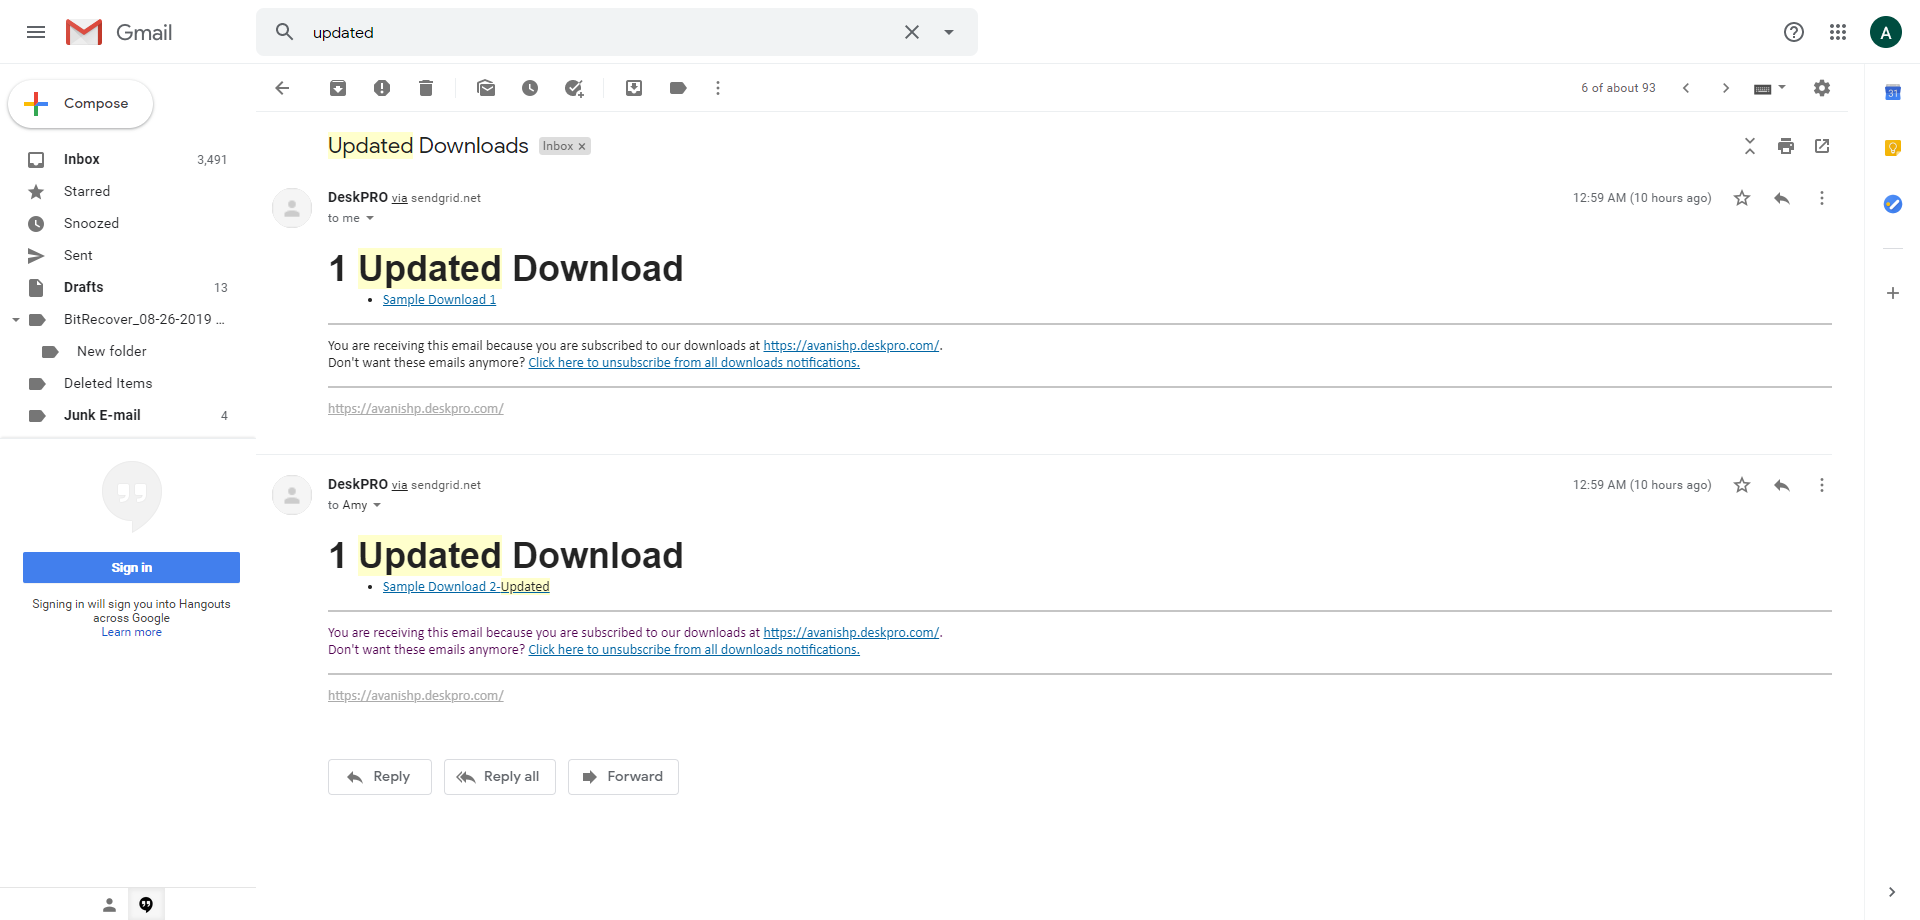 Gmail
updated
A
Compose
6 of about 93
31
Inbox 3,491
Starred
Snoozed
Sent
Drafts 13
BitRecover_08-26-2019 ...
New folder
Deleted Items
Junk E-mail 4
Sign in
Signing in will sign you into Hangouts
across Google
Learn more
Updated Downloads Inbox x
DeskPRO via sendgrid.net 12:59 AM (10 hours ago)
to me
1 Updated Download
• Sample Download 1
You are receiving this email because you are subscribed to our downloads at https://avanishp.deskpro.com/.
Don't want these emails anymore? Click here to unsubscribe from all downloads notifications.
https://avanishp.deskpro.com/
DeskPRO via sendgrid.net 12:59 AM (10 hours ago)
to Amy
1 Updated Download
• Sample Download 2-Updated
You are receiving this email because you are subscribed to our downloads at https://avanishp.deskpro.com/.
Don't want these emails anymore? Click here to unsubscribe from all downloads notifications.
https://avanishp.deskpro.com/
Reply Reply all Forward